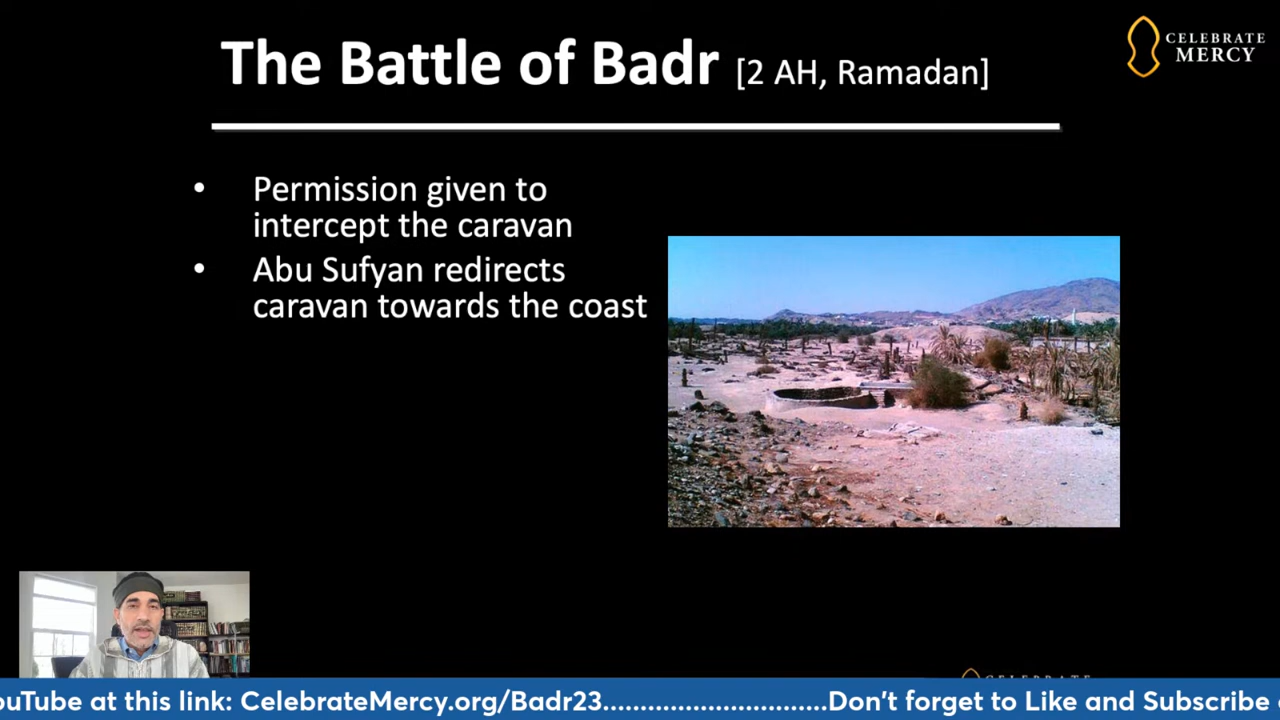 The Battle of Badr [2 AH, Ramadan]
CELEBRATE
MERCY
• Permission given to
intercept the caravan
• Abu Sufyan redirects
caravan towards the coast
ouTube at this link: CelebrateMercy.org/Badr23..............................Don't forget to Like and Subscribe